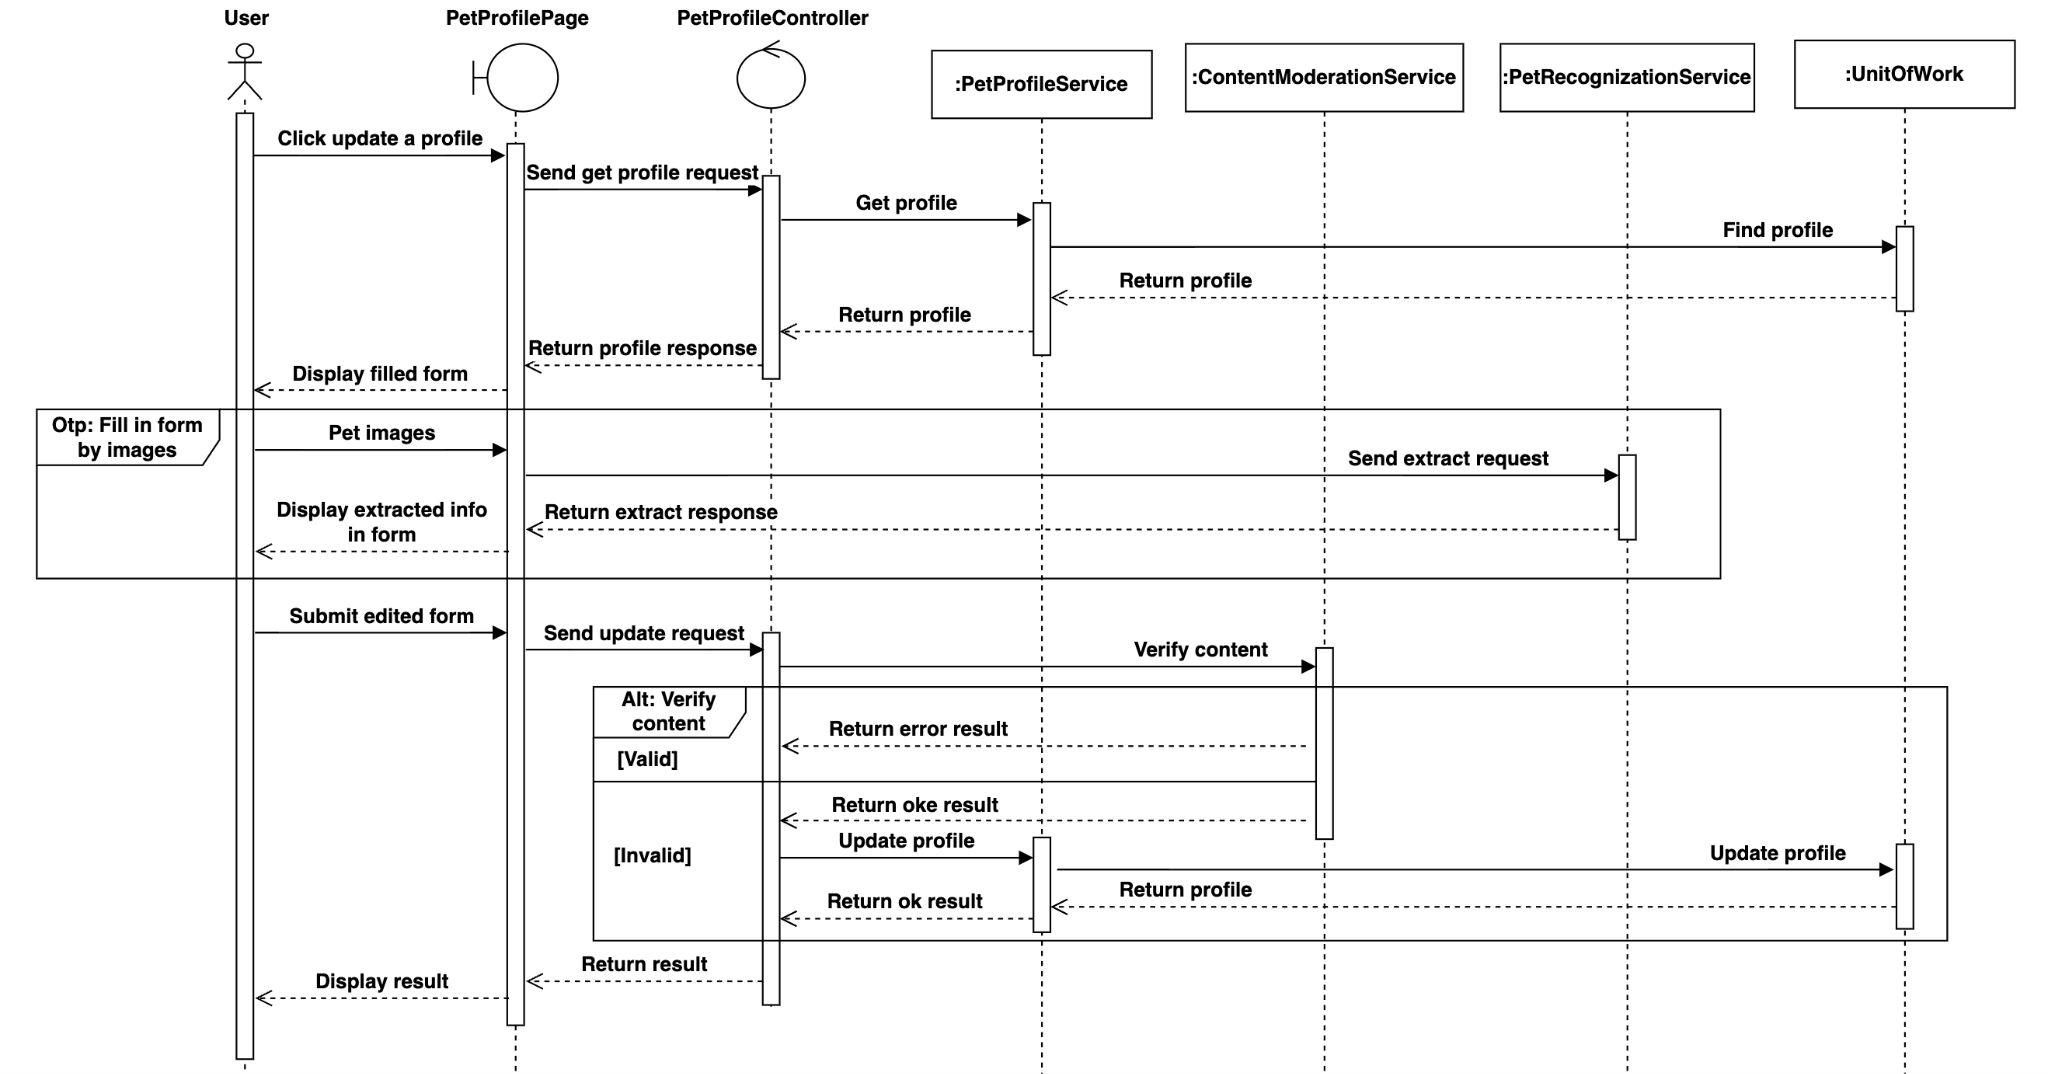 User
PetProfilePage
PetProfileController
:PetProfileService
:ContentModerationService
:PetRecognizationService
:UnitOfWork
Click update a profile
Send get profile request
Get profile
Find profile
Return profile
Return profile
Return profile response
Display filled form
Otp: Fill in form
by images
Pet images
Send extract request
Display extracted info
in form
Return extract response
Submit edited form
Send update request
Verify content
Alt: Verify
content
Return error result
[Valid]
Return oke result
Update profile
[Invalid]
Update profile
Return profile
Return ok result
Return result
Display result